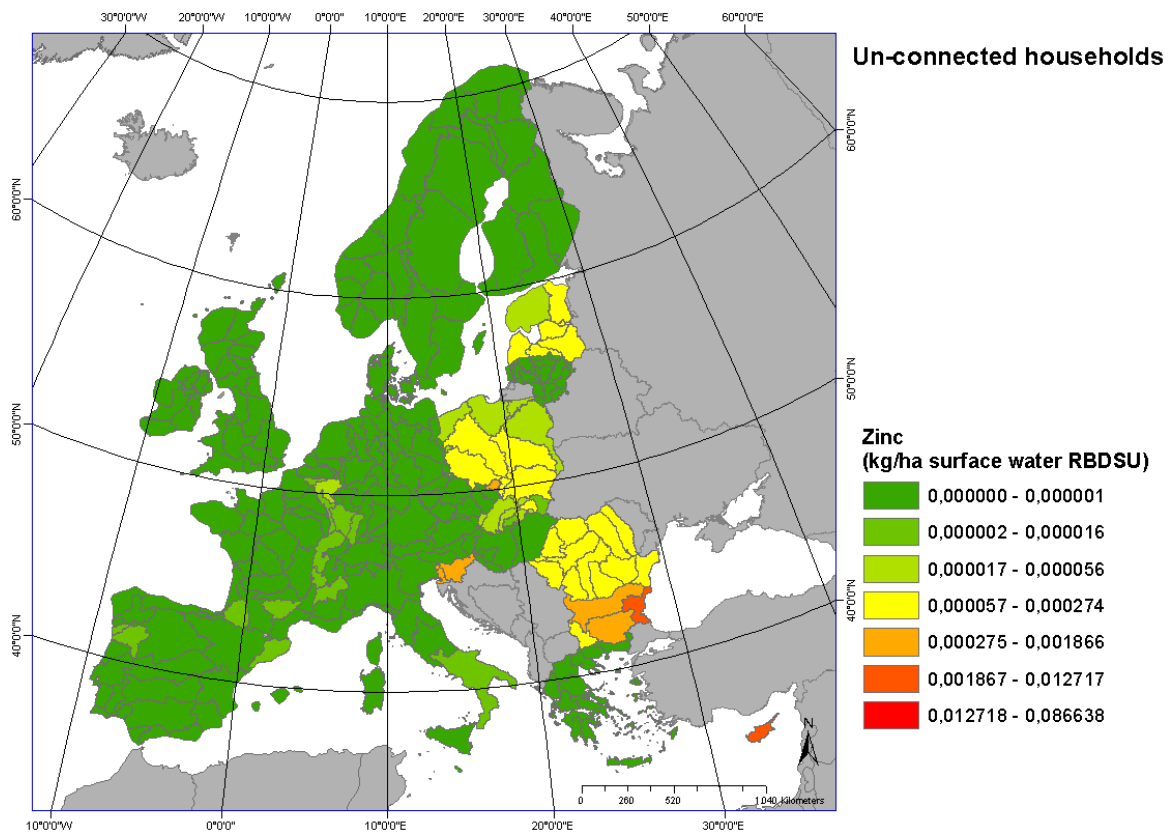 30°0'0"W 20°0'0"W 10°0'0"W 0°0'0" 10°0'0"E 20°0'0"E 30°0'0"E 40°0'0"E 50°0'0"E 60°0'0"E
Un-connected households
60°0'0"N
60°0'0"N
50°0'0"N
50°0'0"N
40°0'0"N
40°0'0"N
Zinc
(kg/ha surface water RBDSU)
0,000000 - 0,000001
0,000002 - 0,000016
0,000017 - 0,000056
0,000057 - 0,000274
0,000275 - 0,001866
0,001867 - 0,012717
0,012718 - 0,086638
N
0 260 520 1.040 Kilometers
10°0'0"W 0°0'0" 10°0'0"E 20°0'0"E 30°0'0"E